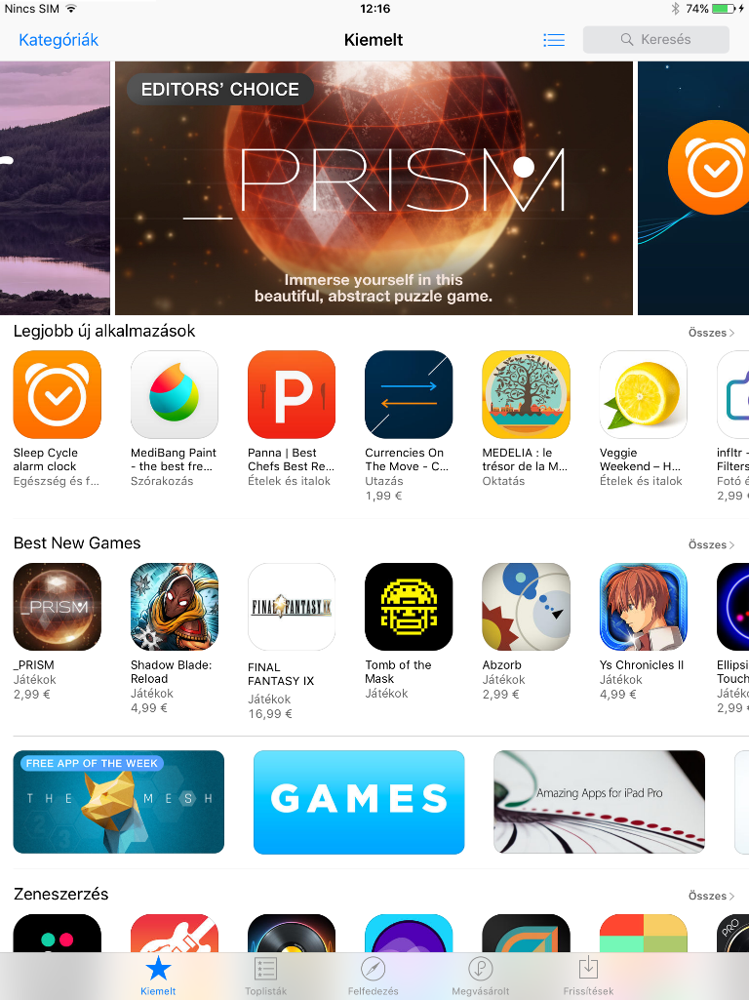 Nincs SIM
12:16
74%
Kategóriák
Kiemelt
Keresés
EDITORS' CHOICE
_PRISM
Immerse yourself in this
beautiful, abstract puzzle game.
Legjobb új alkalmazások
Összes
Sleep Cycle
alarm clock
Egészség és f...
MediBang Paint
- the best fre...
Szórakozás
P
Panna | Best
Chefs Best Re...
Ételek és italok
Currencies On
The Move - C...
Utazás
1,99 €
MEDELIA : le
trésor de la M...
Oktatás
Veggie
Weekend – H...
Ételek és italok
infltr -
Filters
Fotó é
2,99
Best New Games
Összes
_PRISM
_PRISM
Játékok
2,99 €
Shadow Blade:
Reload
Játékok
4,99 €
FINAL FANTASY IX
FINAL
FANTASY IX
Játékok
16,99 €
Tomb of the
Mask
Játékok
Abzorb
Játékok
2,99 €
Ys Chronicles II
Játékok
4,99 €
Ellipsi
Touch
Játék
2,99
FREE APP OF THE WEEK
THE MESH
GAMES
Amazing Apps for iPad Pro
Zeneszerzés
Összes
PRO
Kiemelt
Toplisták
Felfedezés
Megvásárolt
Frissítések